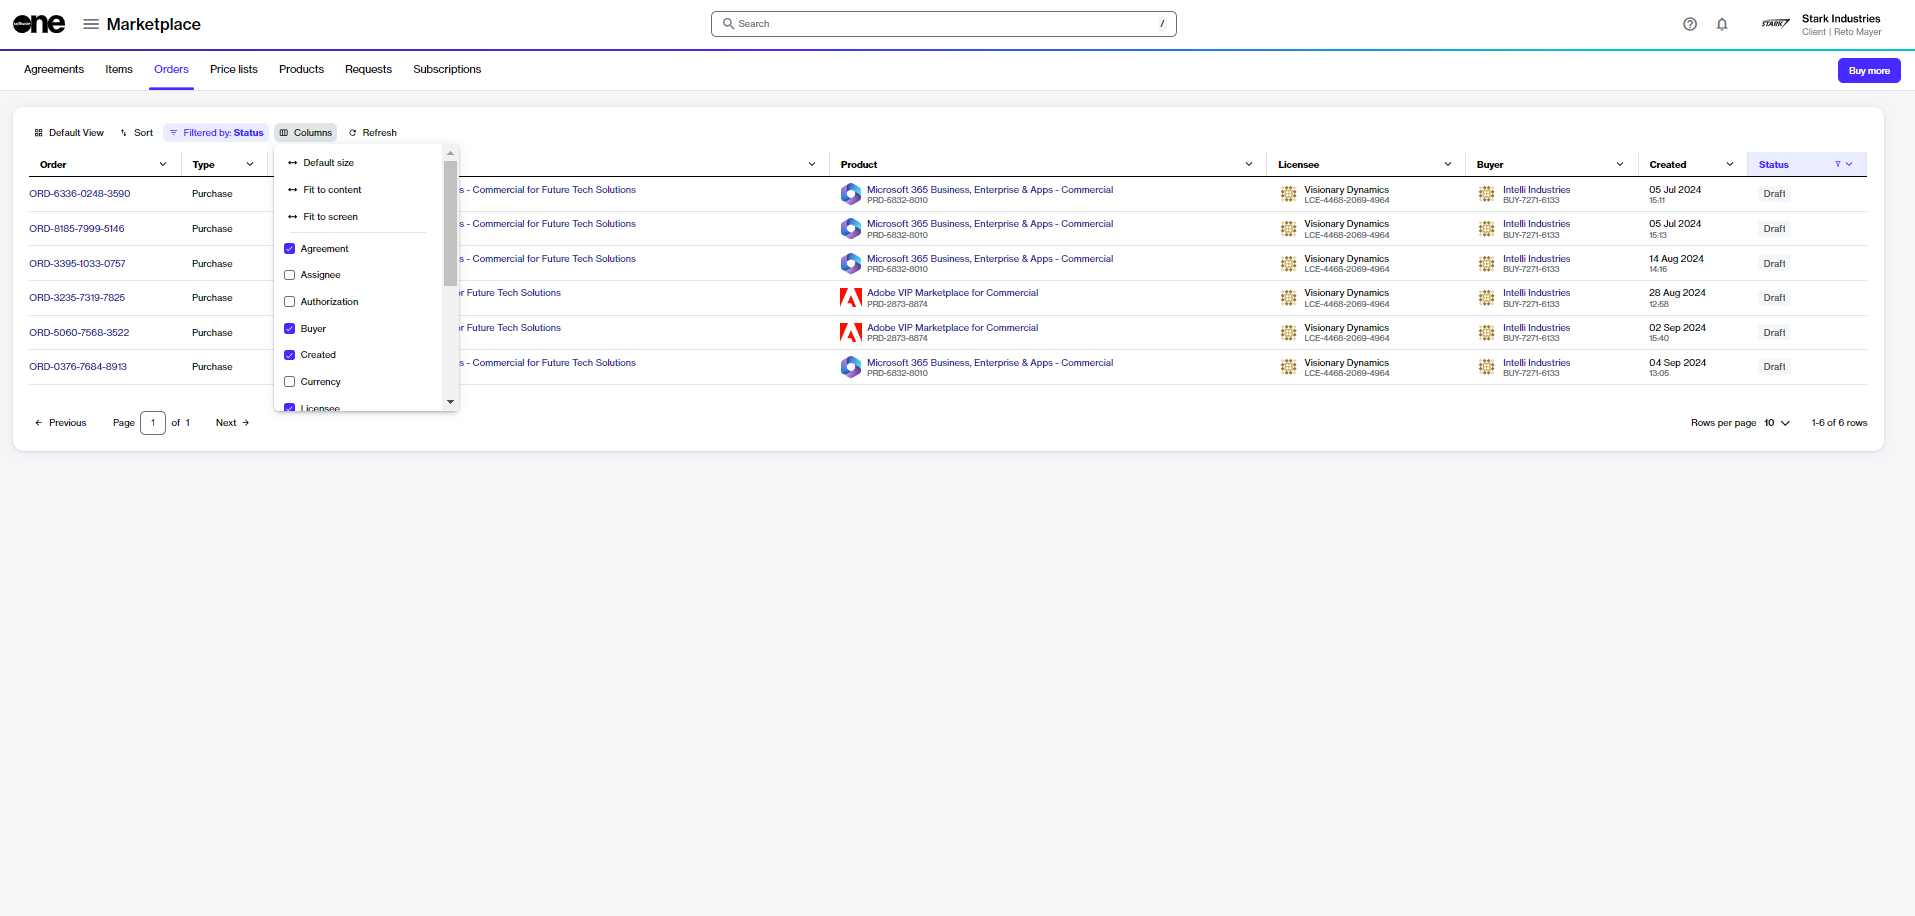 software one
Marketplace
Search /
Stark Industries
Client | Reto Mayer
STARK
Agreements Items Orders Price lists Products Requests Subscriptions
Buy more
Default View Sort Filtered by: Status Columns Refresh
Order Type Product Licensee Buyer Created Status
Default size
Fit to content
Fit to screen
Agreement
Assignee
Authorization
Buyer
Created
Currency
Licensee
ORD-6336-0248-3590 Purchase s - Commercial for Future Tech Solutions Microsoft 365 Business, Enterprise & Apps - Commercial Visionary Dynamics Intelli Industries 05 Jul 2024 Draft
PRD-5832-8010 LCE-4468-2069-4964 BUY-7271-6133 15:11
ORD-8185-7999-5146 Purchase s - Commercial for Future Tech Solutions Microsoft 365 Business, Enterprise & Apps - Commercial Visionary Dynamics Intelli Industries 05 Jul 2024 Draft
PRD-5832-8010 LCE-4468-2069-4964 BUY-7271-6133 15:13
ORD-3395-1033-0757 Purchase s - Commercial for Future Tech Solutions Microsoft 365 Business, Enterprise & Apps - Commercial Visionary Dynamics Intelli Industries 14 Aug 2024 Draft
PRD-5832-8010 LCE-4468-2069-4964 BUY-7271-6133 14:16
ORD-3235-7319-7825 Purchase or Future Tech Solutions Adobe VIP Marketplace for Commercial Visionary Dynamics Intelli Industries 28 Aug 2024 Draft
PRD-2873-8874 LCE-4468-2069-4964 BUY-7271-6133 12:58
ORD-5060-7568-3522 Purchase or Future Tech Solutions Adobe VIP Marketplace for Commercial Visionary Dynamics Intelli Industries 02 Sep 2024 Draft
PRD-2873-8874 LCE-4468-2069-4964 BUY-7271-6133 15:40
ORD-0376-7684-8913 Purchase s - Commercial for Future Tech Solutions Microsoft 365 Business, Enterprise & Apps - Commercial Visionary Dynamics Intelli Industries 04 Sep 2024 Draft
PRD-5832-8010 LCE-4468-2069-4964 BUY-7271-6133 13:05
Previous Page 1 of 1 Next Rows per page 10 1-6 of 6 rows